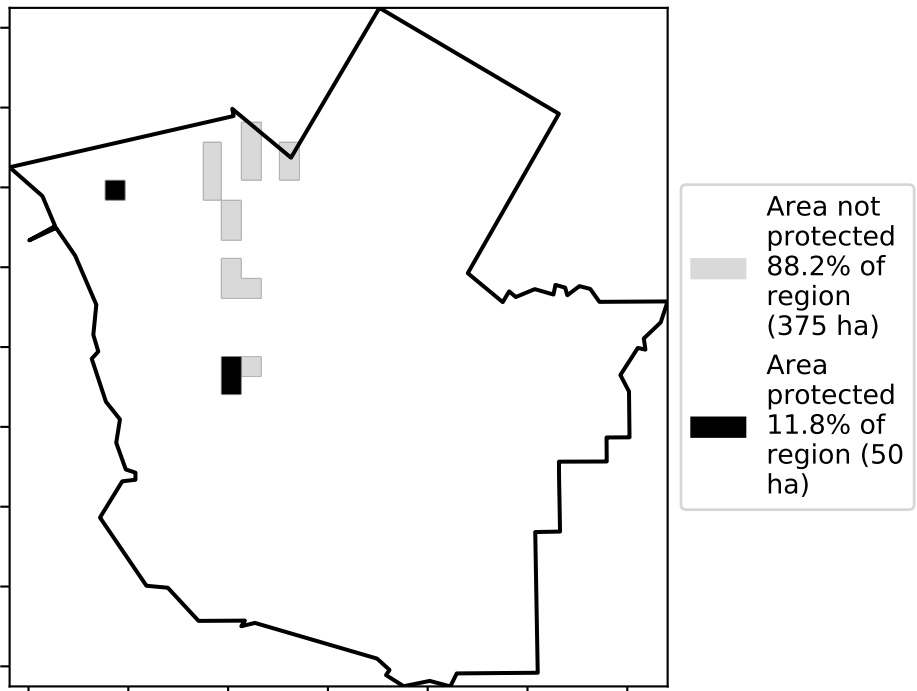 Area not
protected
88.2% of
region
(375 ha)
Area
protected
11.8% of
region (50
ha)